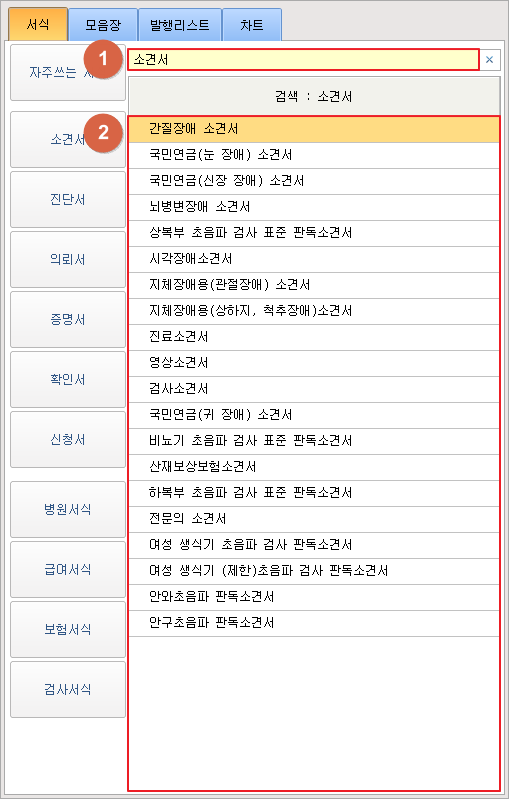 서식 모음장 발행리스트 차트
1
소견서 ×
자주쓰는
검색 : 소견서
2
소견서
진단서
의뢰서
증명서
확인서
신청서
병원서식
급여서식
보험서식
검사서식
간질장애 소견서
국민연금(눈 장애) 소견서
국민연금(신장 장애) 소견서
뇌병변장애 소견서
상복부 초음파 검사 표준 판독소견서
시각장애소견서
지체장애용(관절장애) 소견서
지체장애용(상하지, 척추장애)소견서
진료소견서
영상소견서
검사소견서
국민연금(귀 장애) 소견서
비뇨기 초음파 검사 표준 판독소견서
산재보상보험소견서
하복부 초음파 검사 표준 판독소견서
전문의 소견서
여성 생식기 초음파 검사 판독소견서
여성 생식기 (제한)초음파 검사 판독소견서
안와초음파 판독소견서
안구초음파 판독소견서